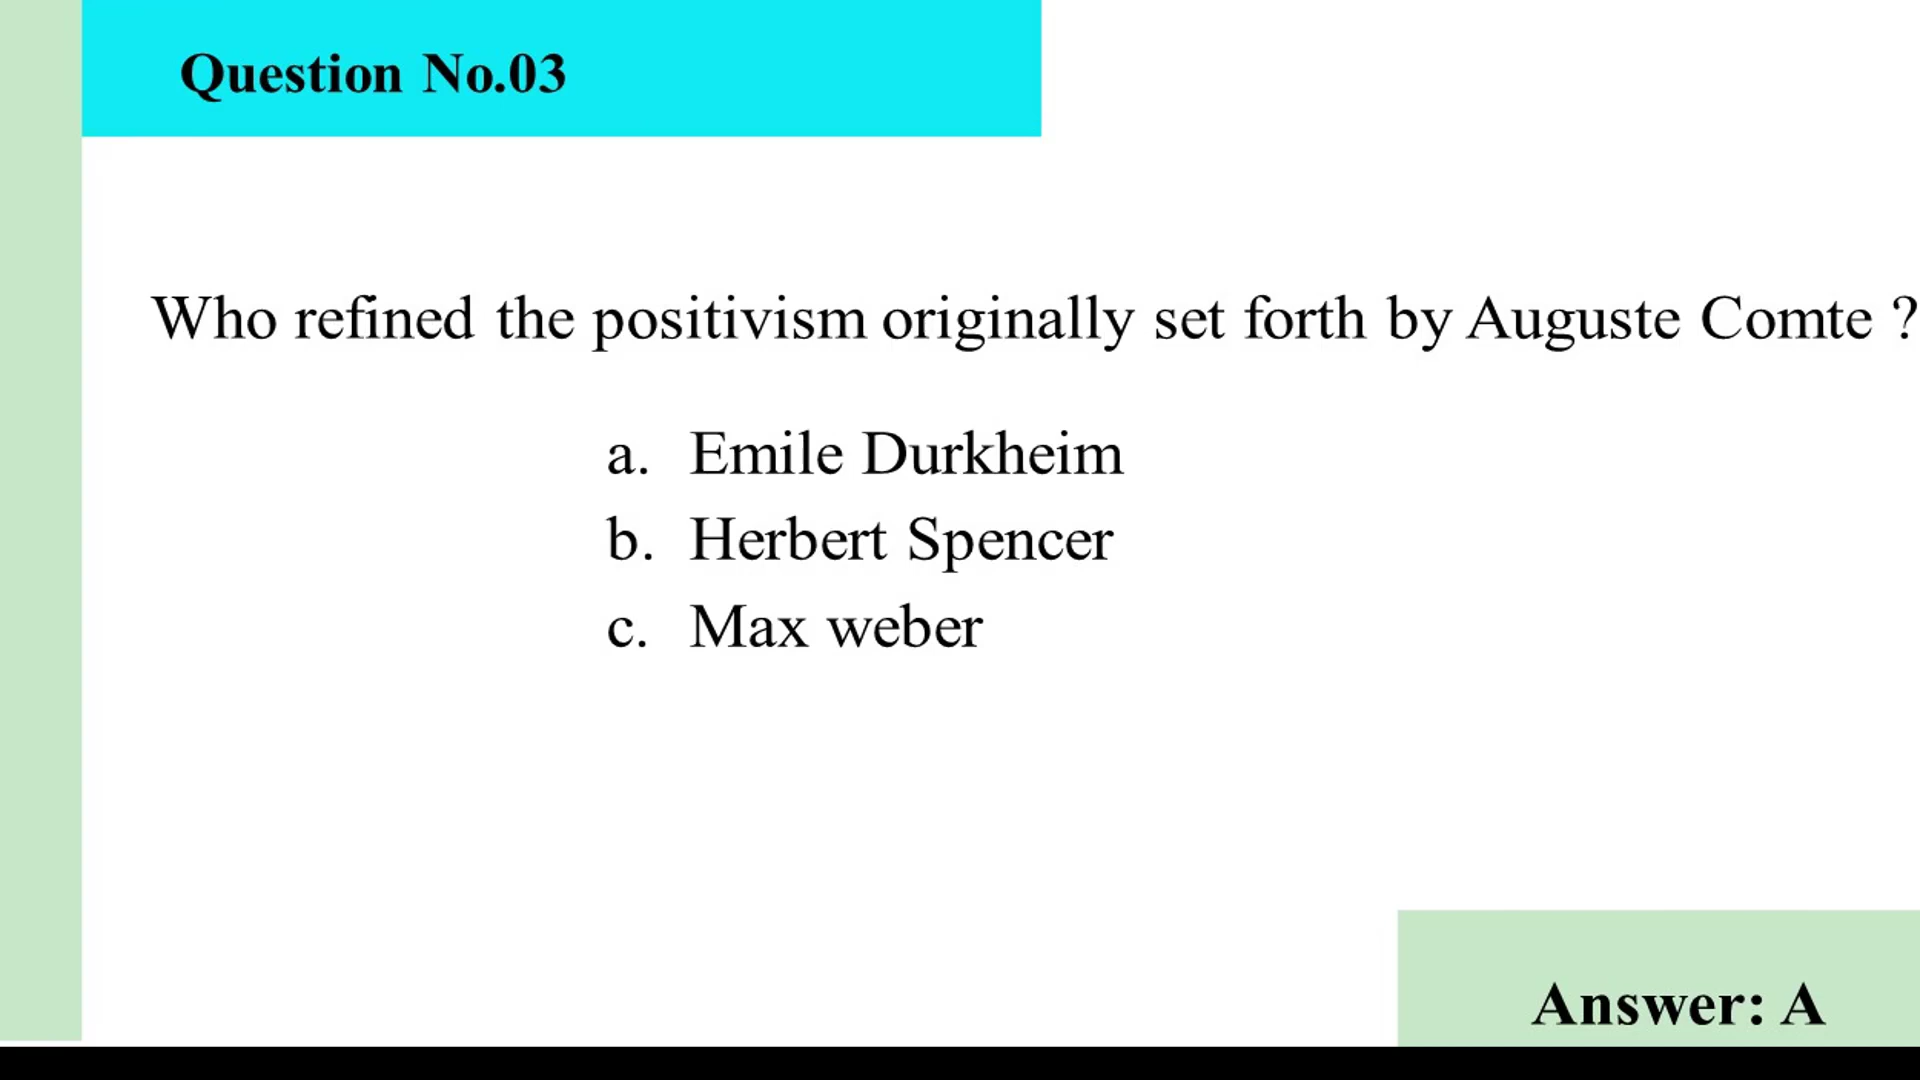 Question No.03
Who refined the positivism originally set forth by Auguste Comte ?
a. Emile Durkheim
b. Herbert Spencer
c. Max weber
Answer: A